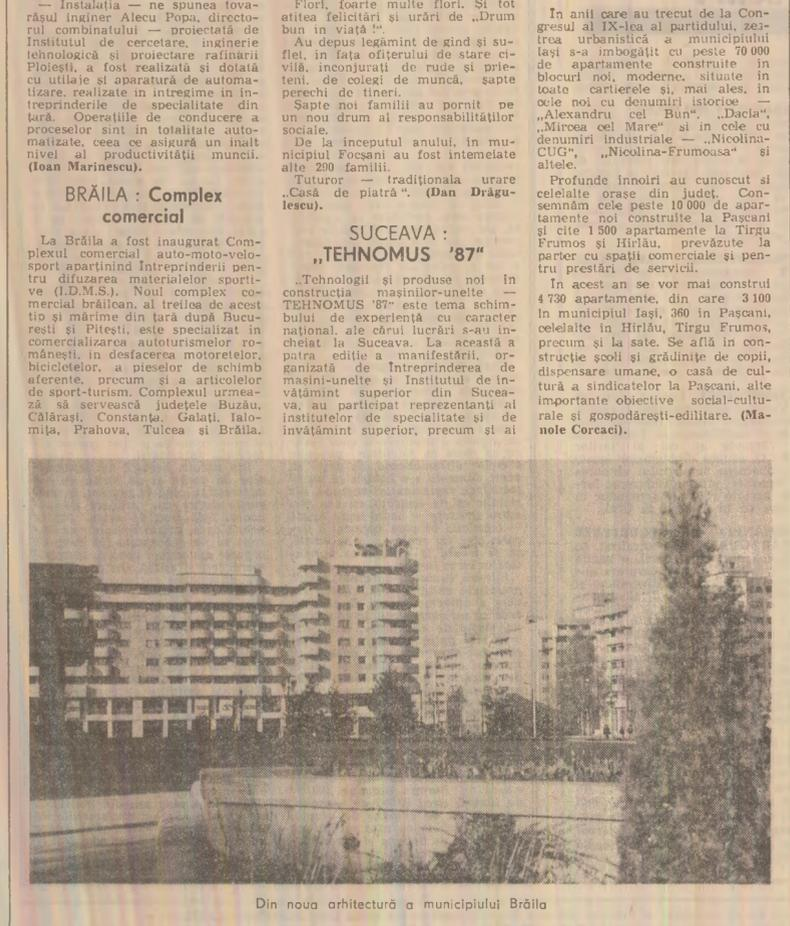 — Instalația — ne spunea tova-
rășul inginer Alecu Popa, directo-
rul combinatului — proiectată de
Institutul de cercetare, inginerie
tehnologică și proiectare rafinării
Ploiești, a fost realizată și dotată
cu utilaje și aparatură de automa-
tizare, realizate în întregime în în-
treprinderile de specialitate din
țară. Operațiile de conducere a
proceselor sînt în totalitate auto-
matizate, ceea ce asigură un înalt
nivel al productivității muncii.
(Ioan Marinescu).
BRĂILA : Complex
comercial
La Brăila a fost inaugurat Com-
plexul comercial auto-moto-velo-
sport aparținînd Întreprinderii pen-
tru difuzarea materialelor sporti-
ve (I.D.M.S.). Noul complex co-
mercial brăilean, al treilea de acest
tip și mărime din țară după Bucu-
rești și Pitești, este specializat în
comercializarea autoturismelor ro-
mânești, în desfacerea motoretelor,
bicicletelor, a pieselor de schimb
aferente, precum și a articolelor
de sport-turism. Complexul urmea-
ză să servească județele Buzău,
Călărași, Constanța, Galați, Ialo-
mița, Prahova, Tulcea și Brăila.
Flori, foarte multe flori. Și tot
atîtea felicitări și urări de „Drum
bun în viață !“.
Au depus legămînt de gînd și su-
flet, în fața ofițerului de stare ci-
vilă, înconjurați de rude și prie-
teni, de colegi de muncă, șapte
perechi de tineri.
Șapte noi familii au pornit pe
un nou drum al responsabilităților
sociale.
De la începutul anului, în mu-
nicipiul Focșani au fost întemeiate
alte 290 familii.
Tuturor — tradiționala urare
„Casă de piatră“. (Dan Drăgu-
lescu).
SUCEAVA :
„TEHNOMUS '87“
„Tehnologii și produse noi în
construcția mașinilor-unelte —
TEHNOMUS '87“ este tema schim-
bului de experiență cu caracter
național, ale cărui lucrări s-au în-
cheiat la Suceava. La această a
patra ediție a manifestării, or-
ganizată de Întreprinderea de
mașini-unelte și Institutul de în-
vățămînt superior din Sucea-
va, au participat reprezentanți ai
institutelor de specialitate și de
învățămînt superior, precum și ai
În anii care au trecut de la Con-
gresul al IX-lea al partidului, zes-
trea urbanistică a municipiului
Iași s-a îmbogățit cu peste 70 000
de apartamente construite în
blocuri noi, moderne, situate în
toate cartierele și, mai ales, în
cele noi cu denumiri istorice —
„Alexandru cel Bun“, „Dacia“,
„Mircea cel Mare“ și în cele cu
denumiri industriale — „Nicolina-
CUG“, „Nicolina-Frumoasa“ și
altele.
Profunde înnoiri au cunoscut și
celelalte orașe din județ. Con-
semnăm cele peste 10 000 de apar-
tamente noi construite la Pașcani
și cîte 1 500 apartamente la Tîrgu
Frumos și Hîrlău, prevăzute la
parter cu spații comerciale și pen-
tru prestări de servicii.
În acest an se vor mai construi
4 730 apartamente, din care 3 100
în municipiul Iași, 360 în Pașcani,
celelalte în Hîrlău, Tîrgu Frumos,
precum și la sate. Se află în con-
strucție școli și grădinițe de copii,
dispensare umane, o casă de cul-
tură a sindicatelor la Pașcani, alte
importante obiective social-cultu-
rale și gospodărești-edilitare. (Ma-
nole Corcaci).
Din noua arhitectură a municipiului Brăila